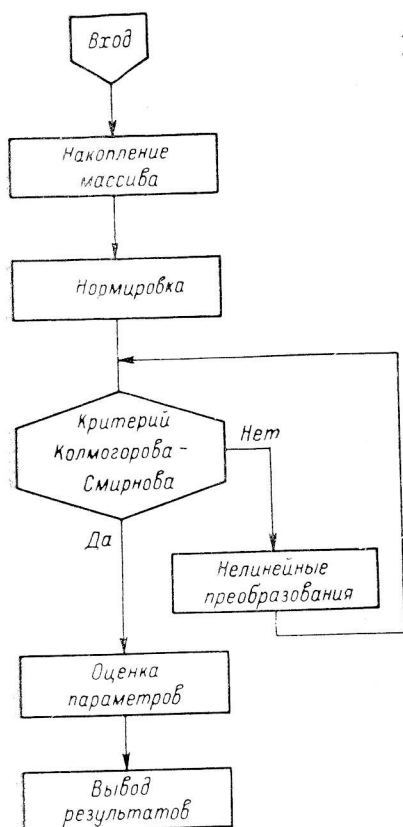 Вход
Накопление
массива
Нормировка
Критерий
Колмогорова -
Смирнова
Нет
Да
Нелинейные
преобразования
Оценка
параметров
Вывод
результатов